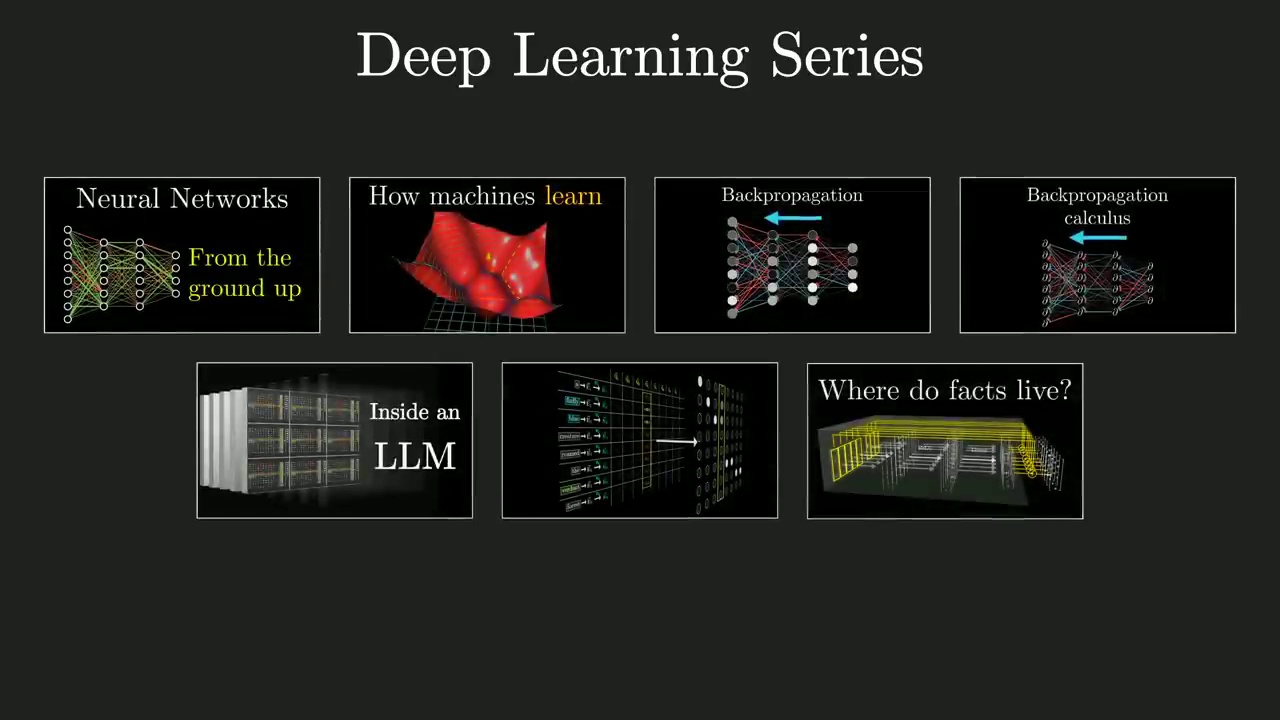 Deep Learning Series
Neural Networks
From the
ground up
How machines learn
Backpropagation
Backpropagation
calculus
Inside an
LLM
Where do facts live?